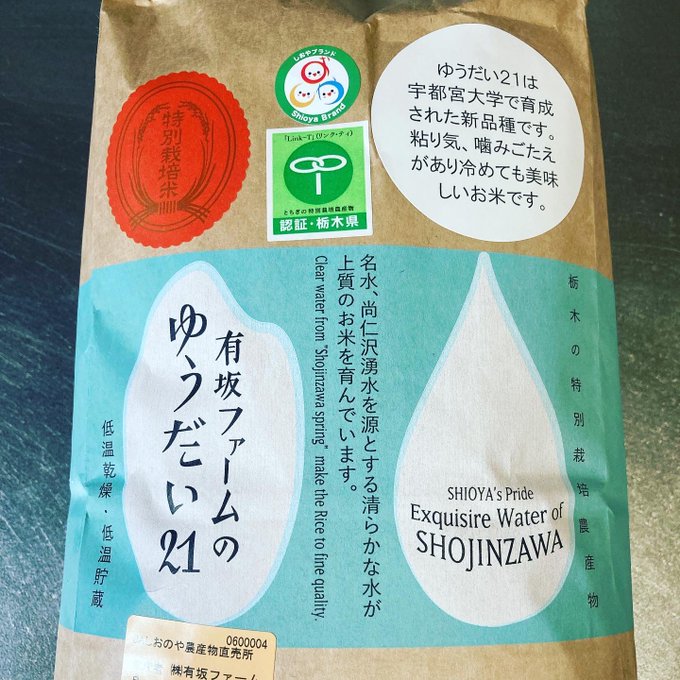 特別栽培米
しおやブランド
Shioya Brand
「Link-T」(リンク・ティ)
とちぎの特別栽培農産物
認証・栃木県
ゆうだい21は
宇都宮大学で育成
された新品種です。
粘り気、噛みごたえ
があり冷めても美味
しいお米です。
栃木の特別栽培農産物
SHIOYA's Pride
Exquisire Water of
SHOJINZAWA
名水、尚仁沢湧水を源とする清らかな水が
上質のお米を育んでいます。
Clear water from "Shojinzawa spring" make the Rice to fine quality.
有坂ファームの
ゆうだい21
低温乾燥・低温貯蔵
0600004
しおのや農産物直売所
㈱有坂ファーム